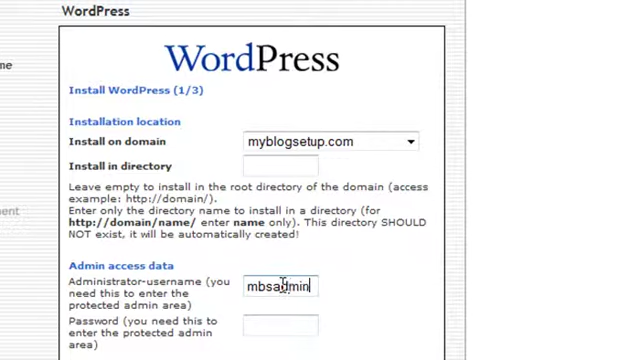 WordPress
WordPress
me
Install WordPress (1/3)
Installation location
Install on domain myblogsetup.com
Install in directory
Leave empty to install in the root directory of the domain (access
example: http://domain/).
ent
Enter only the directory name to install in a directory (for
http://domain/name/ enter name only). This directory SHOULD
NOT exist, it will be automatically created!
Admin access data
Administrator-username (you
need this to enter the
protected admin area)
mbsadmin
Password (you need this to
enter the protected admin
area)